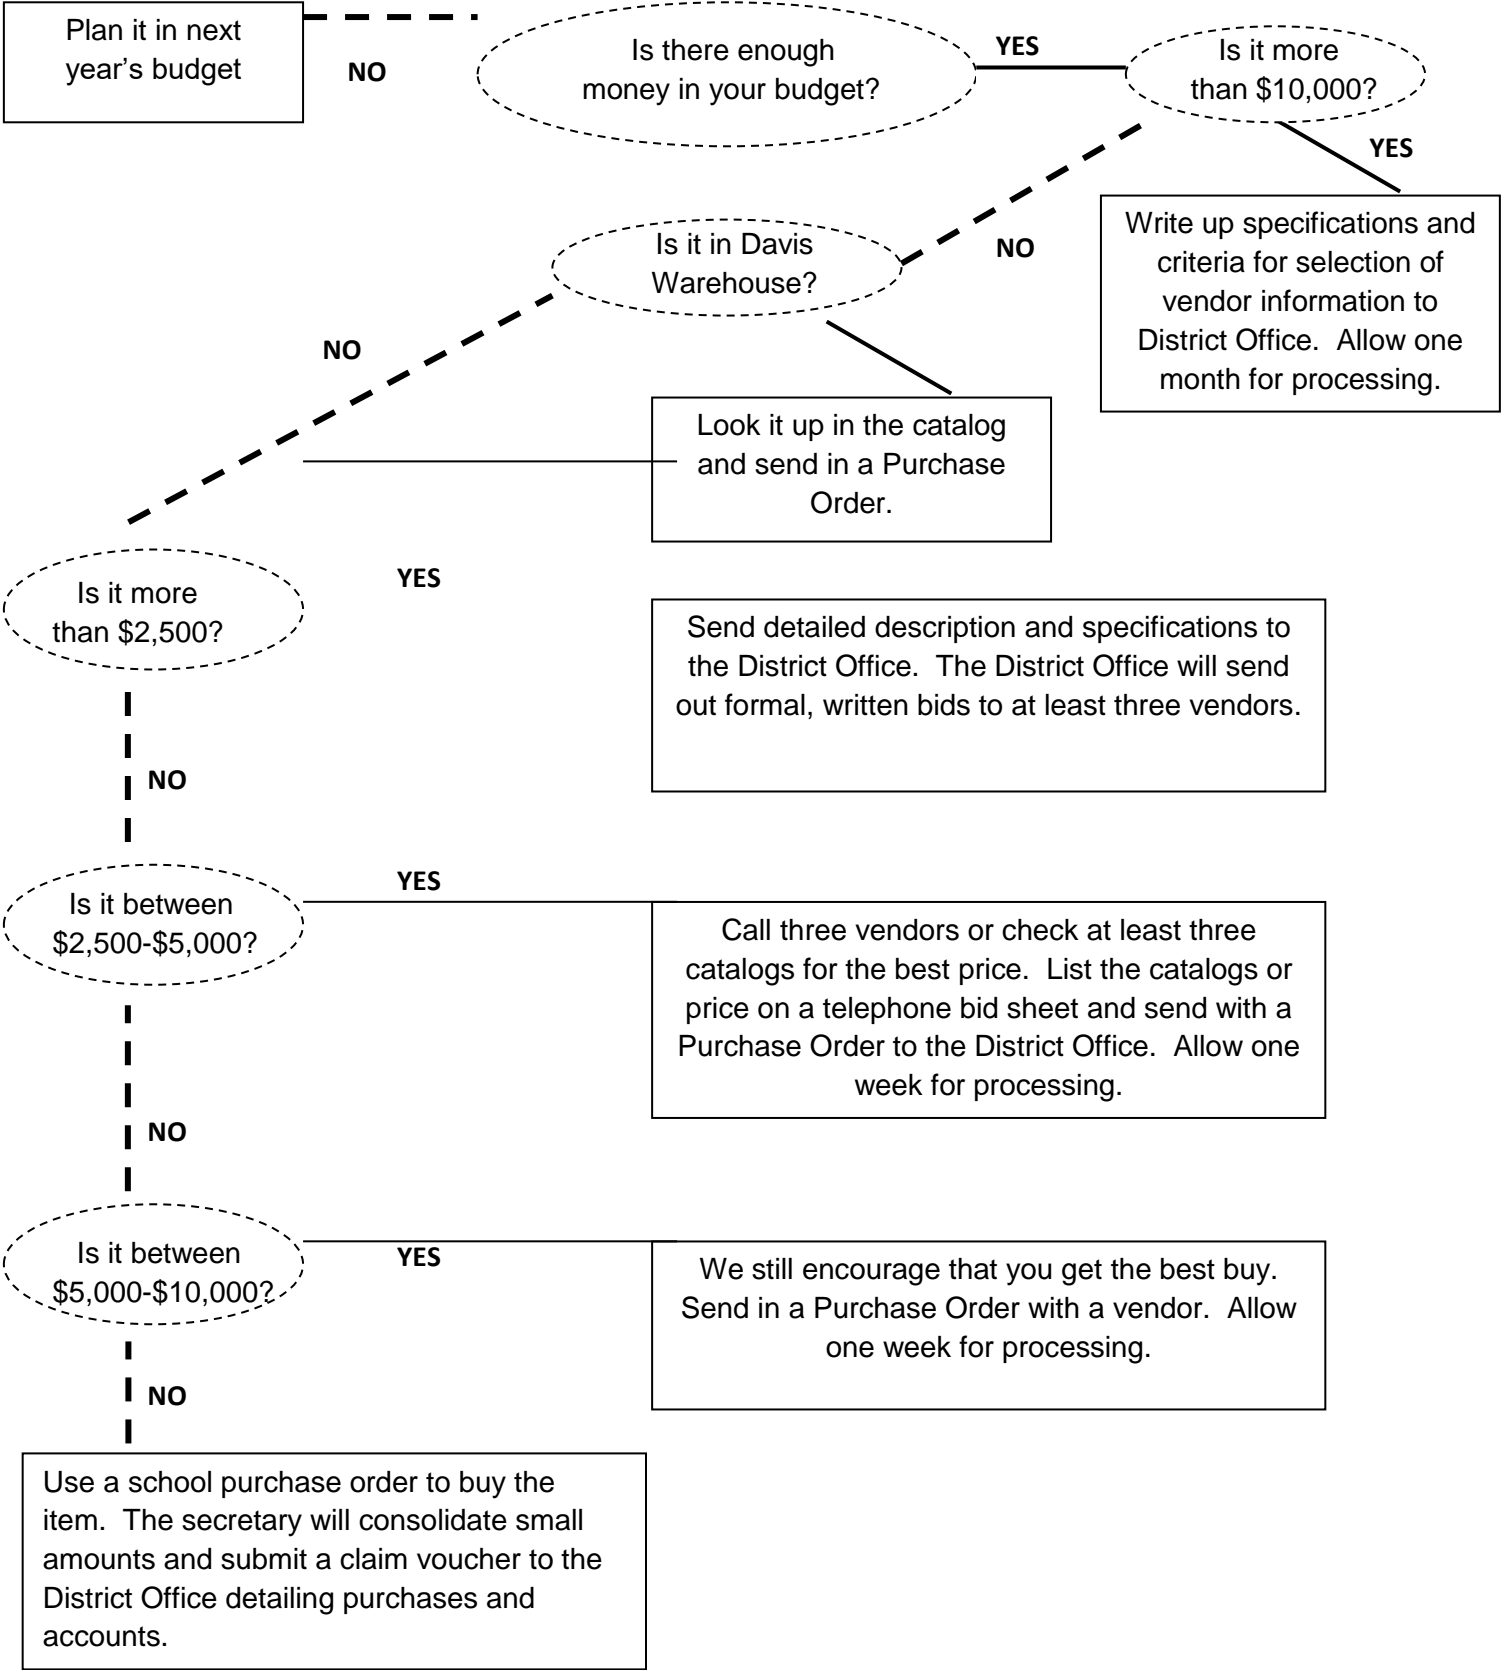 Plan it in next
year’s budget
NO
Is there enough
money in your budget?
YES
Is it more
than $10,000?
YES
Write up specifications and
criteria for selection of
vendor information to
District Office.  Allow one
month for processing.
NO
Is it in Davis
Warehouse?
NO
Look it up in the catalog
and send in a Purchase
Order.
Is it more
than $2,500?
YES
Send detailed description and specifications to
the District Office.  The District Office will send
out formal, written bids to at least three vendors.
NO
Is it between
$2,500-$5,000?
YES
Call three vendors or check at least three
catalogs for the best price.  List the catalogs or
price on a telephone bid sheet and send with a
Purchase Order to the District Office.  Allow one
week for processing.
NO
Is it between
$5,000-$10,000?
YES
We still encourage that you get the best buy.
Send in a Purchase Order with a vendor.  Allow
one week for processing.
NO
Use a school purchase order to buy the
item.  The secretary will consolidate small
amounts and submit a claim voucher to the
District Office detailing purchases and
accounts.